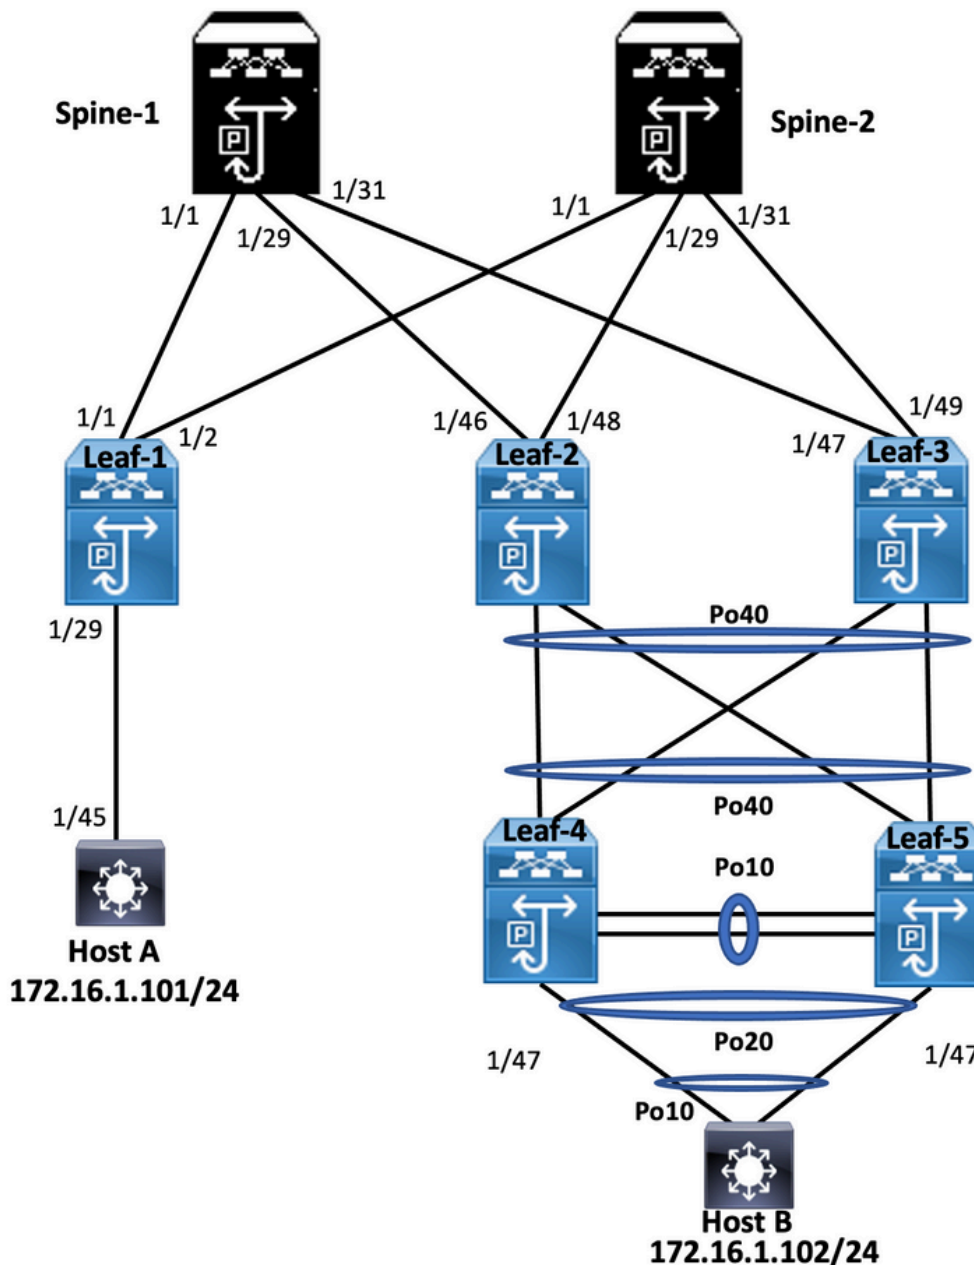 Spine-1
Spine-2
P
P
1/1
1/29
1/31
1/1
1/29
1/31
1/1
1/2
1/46
1/48
1/47
1/49
Leaf-1
Leaf-2
Leaf-3
P
P
P
1/29
Po40
Po40
1/45
Leaf-4
Leaf-5
Po10
P
P
Host A
172.16.1.101/24
Po20
1/47
1/47
Po10
Host B
172.16.1.102/24